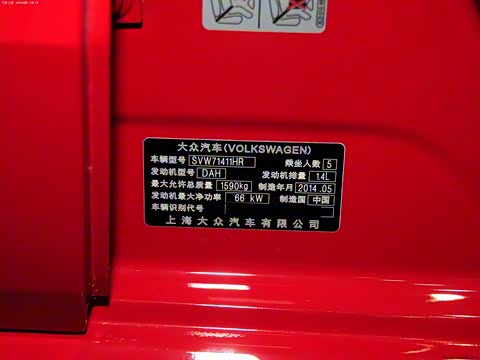 大众汽车(VOLKSWAGEN)
车辆型号 SVW71411HR 乘坐人数 5
发动机型号 DAH 发动机排量 1.4L
最大允许总质量 1590kg 制造年月 2014.05
发动机最大净功率 66 kW 制造国 中国
车辆识别代号
上海大众汽车有限公司